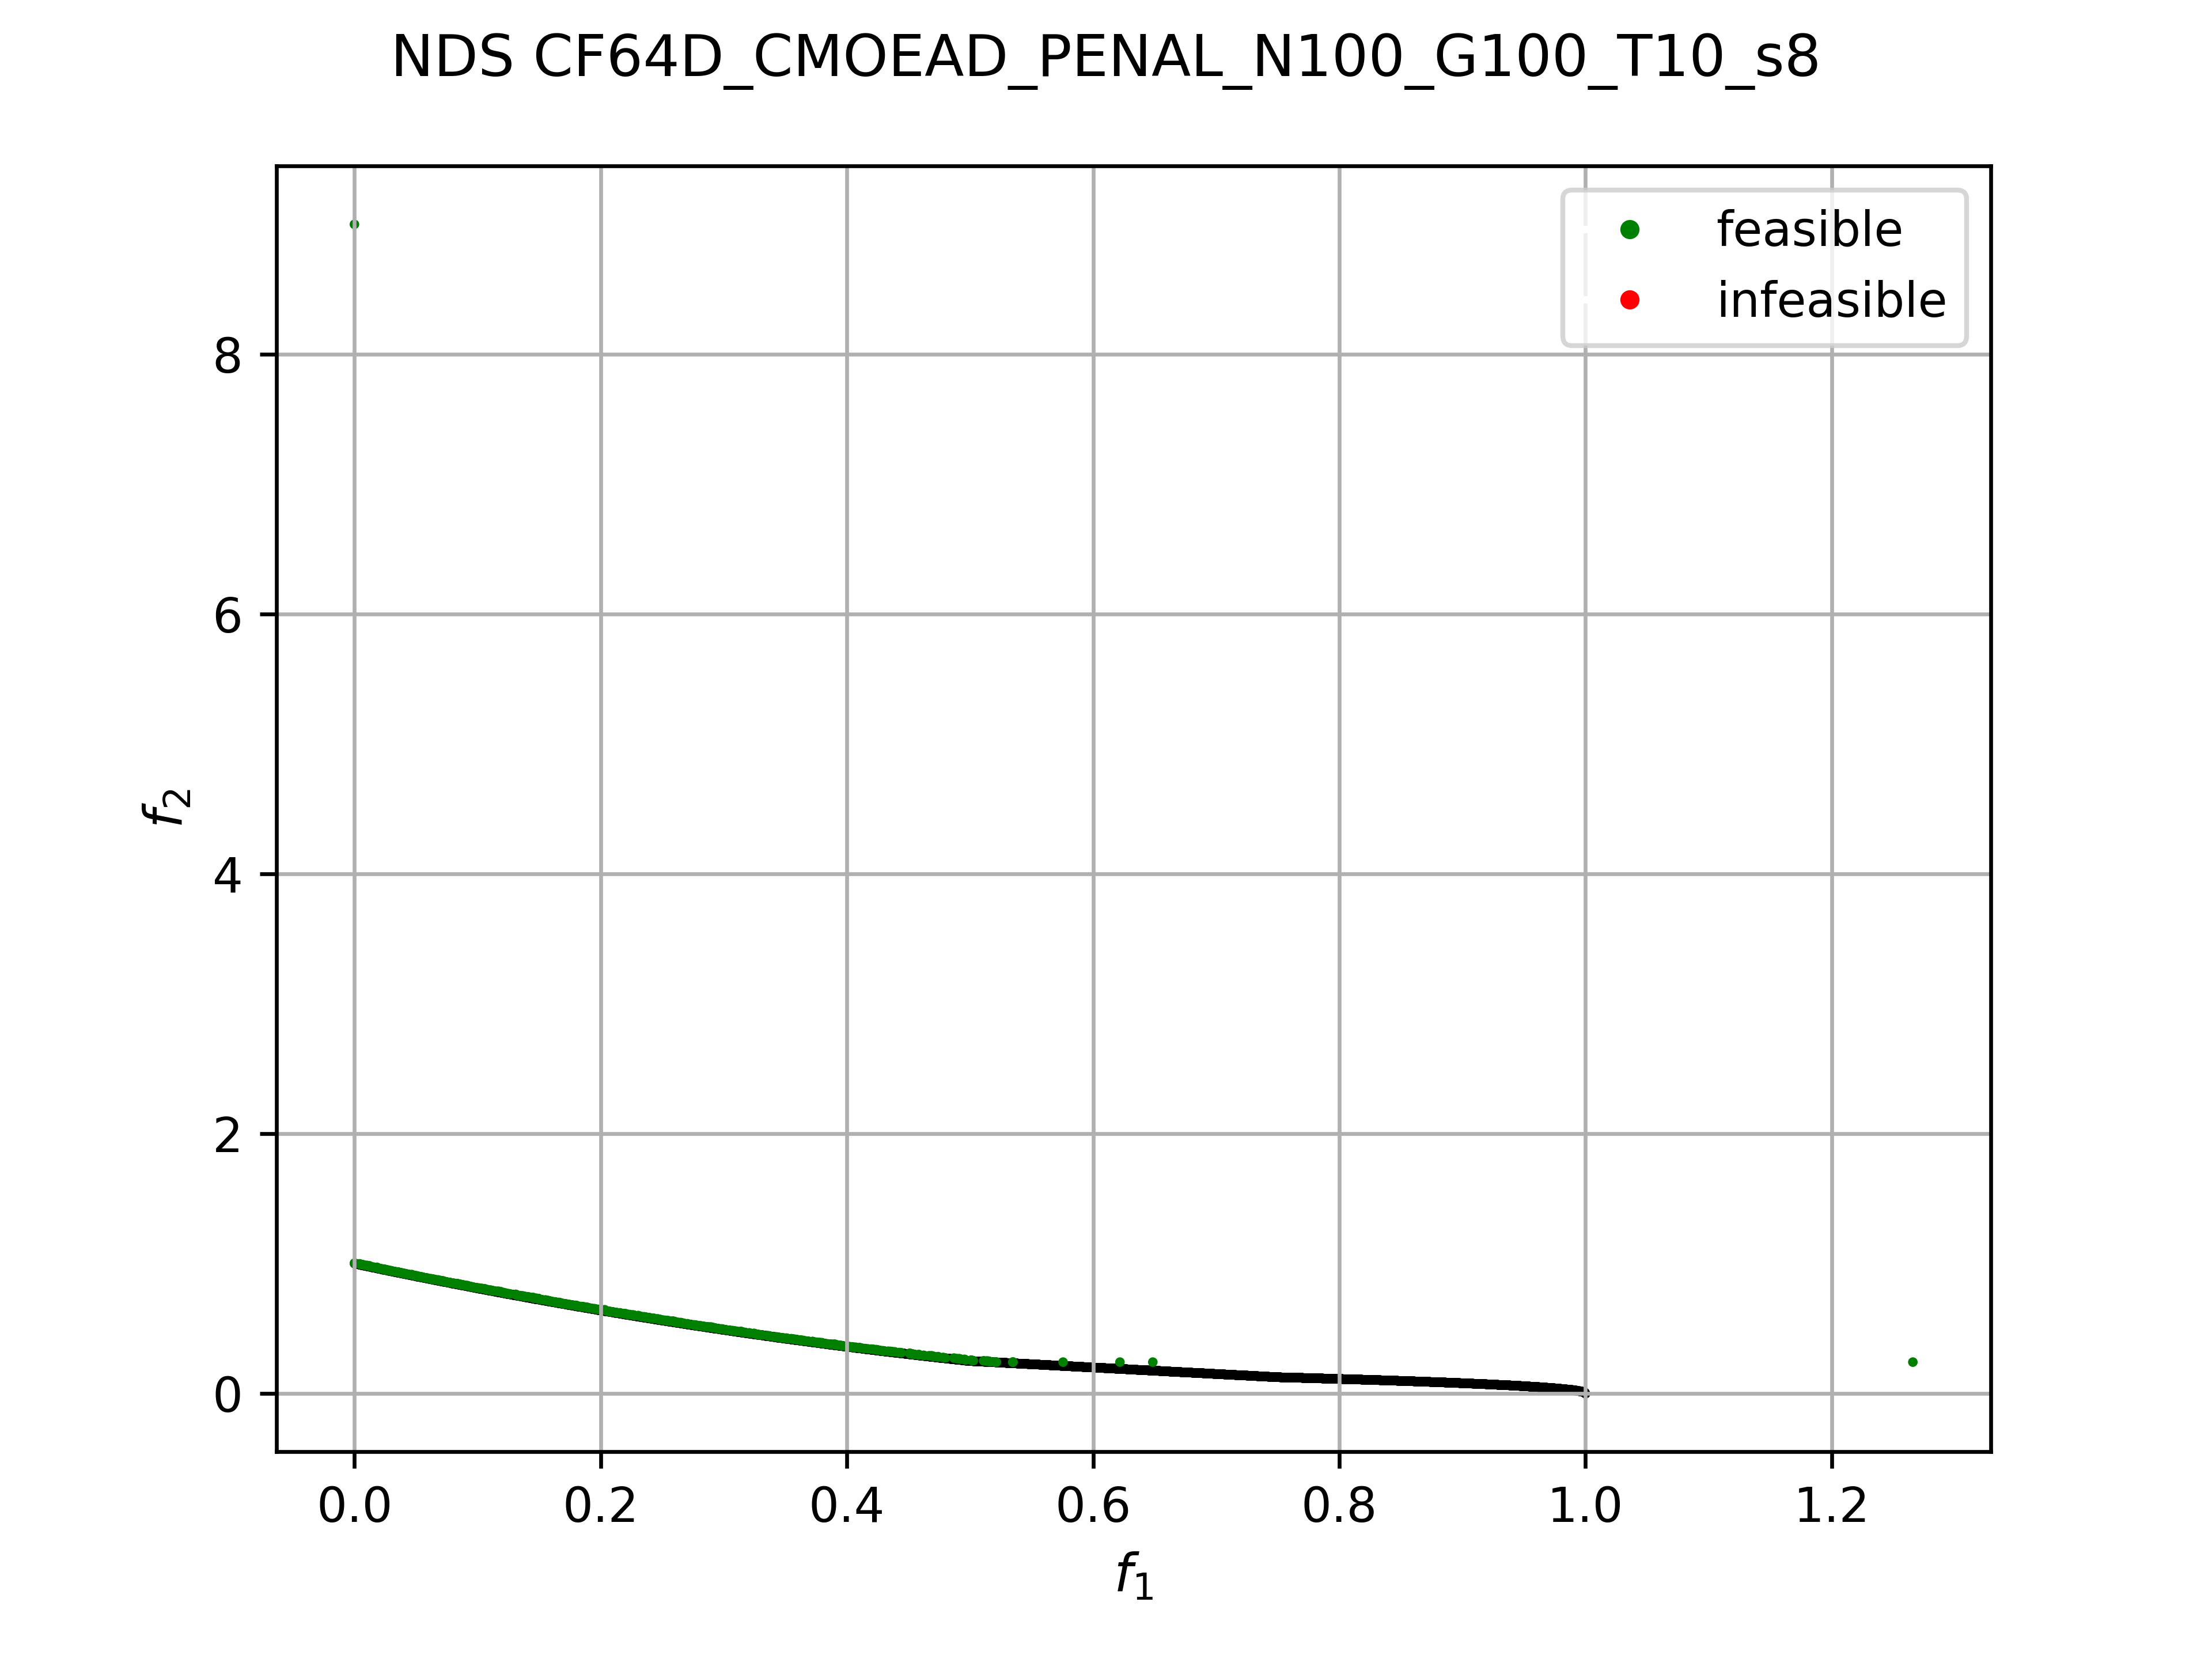 NDS CF64D_CMOEAD_PENAL_N100_G100_T10_s8
feasible
infeasible
8
6
4
2
0
f2
0.0 0.2 0.4 0.6 0.8 1.0 1.2
f1